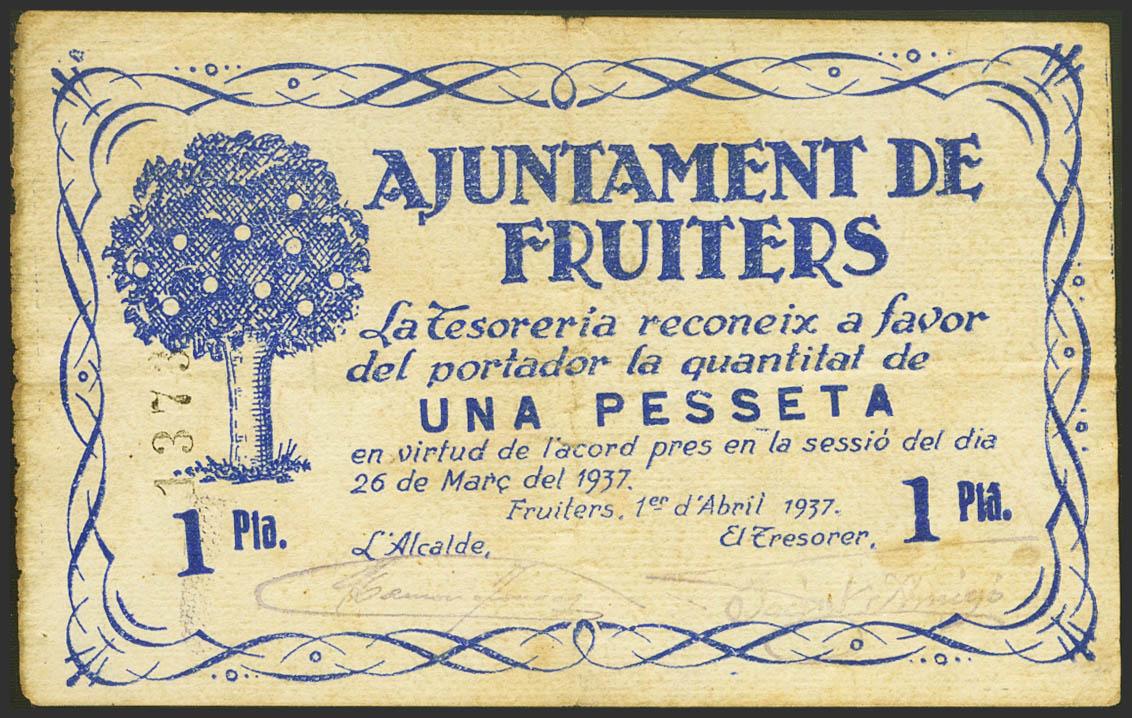 AJUNTAMENT DE
FRUITERS
La Tesorería reconeix a favor
del portador la quantitat de
UNA PESSETA
en virtud de l'acord pres en la sessió del dia
26 de Març del 1937.
Fruiters, 1er d'Abril 1937.
L'Alcalde,
El Tresorer,
1 Pta.
1 Pta.
1373